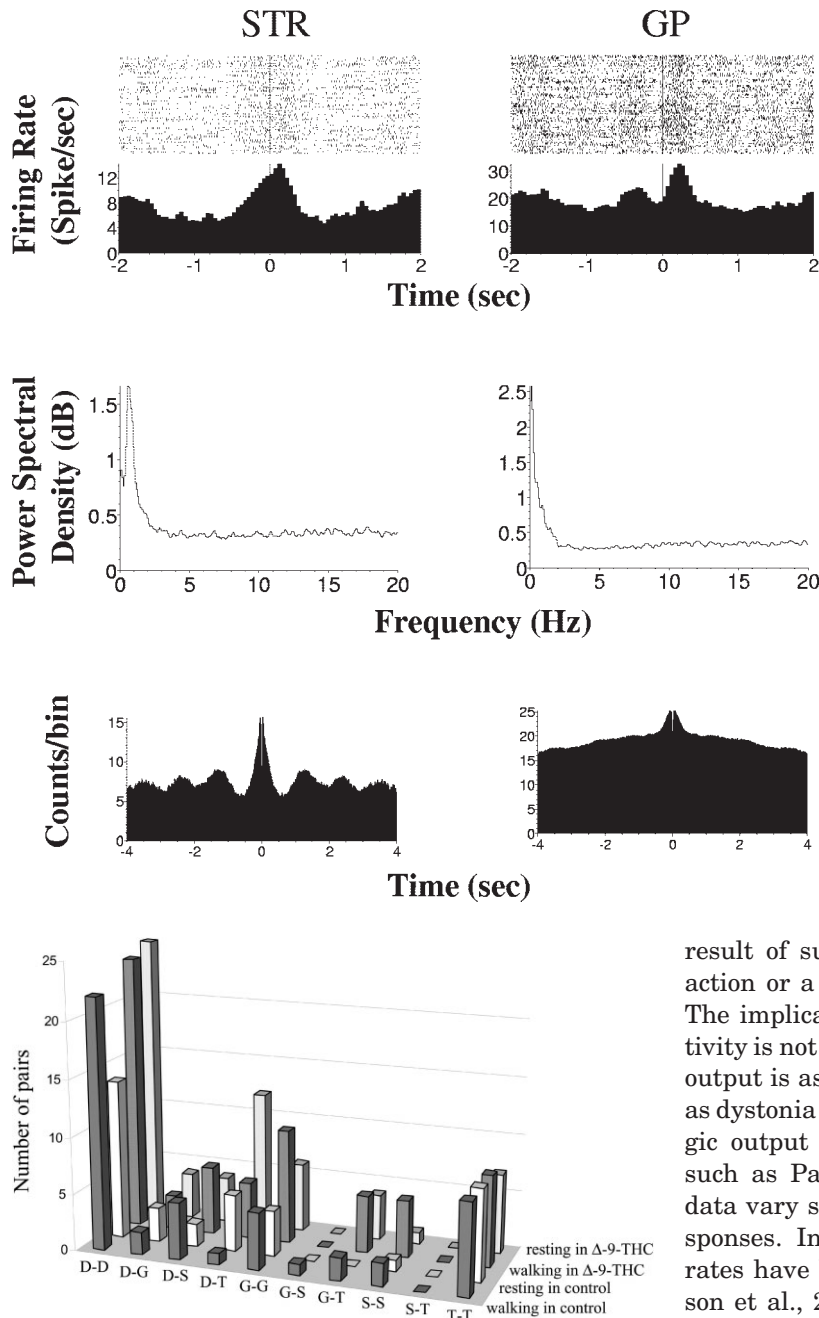 STR
GP
Firing Rate
(Spike/sec)
12
8
4
0
30
20
10
0
-2 -1 0 1 2
-2 -1 0 1 2
Time (sec)
Power Spectral
Density (dB)
1.5
1
0.5
0
2.5
2
1.5
1
0.5
0
0 5 10 15 20
0 5 10 15 20
Frequency (Hz)
Counts/bin
15
10
5
0
25
20
15
10
5
0
-4 -2 0 2 4
-4 -2 0 2 4
Time (sec)
Number of pairs
25
20
15
10
5
0
D-D D-G D-S D-T G-G G-S G-T S-S S-T T-T
resting in Δ-9-THC
walking in Δ-9-THC
resting in control
walking in control
result of su
action or a
The implica
tivity is not
output is as
as dystonia
gic output
such as Pa
data vary s
sponses. In
rates have
son et al., 2